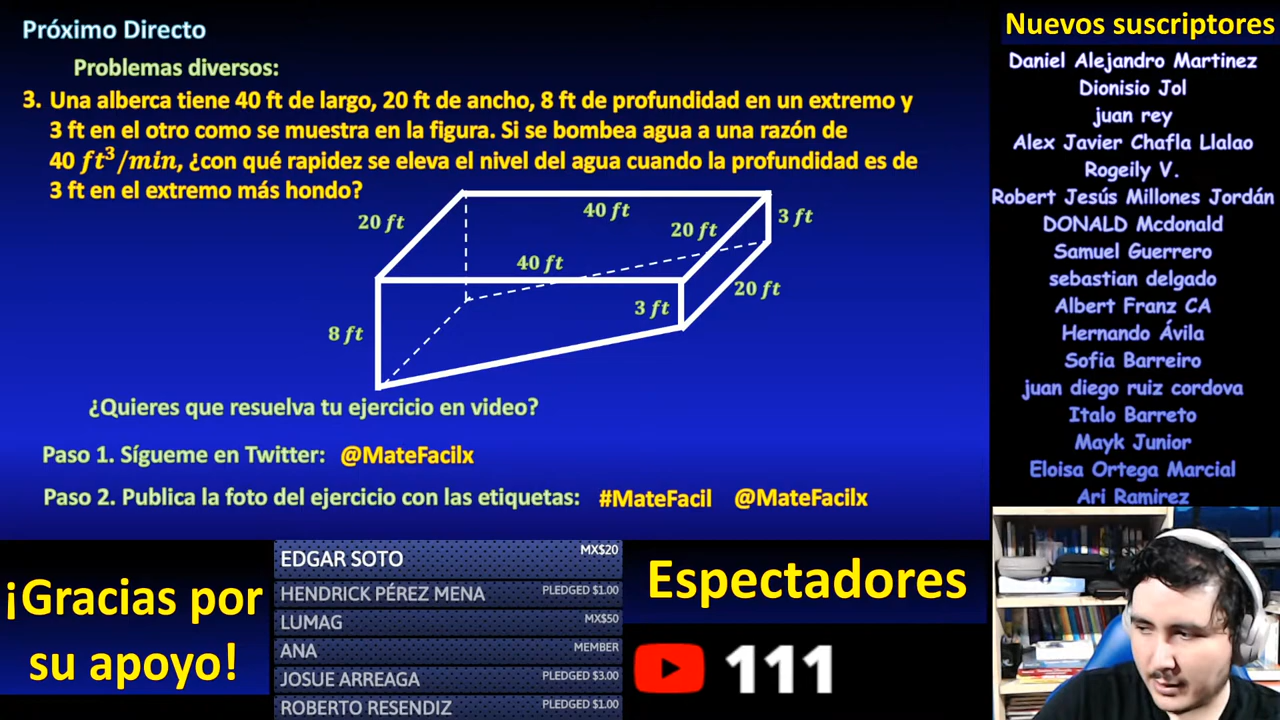 Próximo Directo
Problemas diversos:
3. Una alberca tiene 40 ft de largo, 20 ft de ancho, 8 ft de profundidad en un extremo y
3 ft en el otro como se muestra en la figura. Si se bombea agua a una razón de
40 ft³/min, ¿con qué rapidez se eleva el nivel del agua cuando la profundidad es de
3 ft en el extremo más hondo?
20 ft
40 ft
3 ft
20 ft
40 ft
20 ft
3 ft
8 ft
¿Quieres que resuelva tu ejercicio en video?
Paso 1. Sígueme en Twitter: @MateFacilx
Paso 2. Publica la foto del ejercicio con las etiquetas: #MateFacil @MateFacilx
Nuevos suscriptores
Daniel Alejandro Martinez
Dionisio Jol
juan rey
Alex Javier Chafla Llalao
Rogeily V.
Robert Jesús Millones Jordán
DONALD Mcdonald
Samuel Guerrero
sebastian delgado
Albert Franz CA
Hernando Ávila
Sofia Barreiro
juan diego ruiz cordova
Italo Barreto
Mayk Junior
Eloisa Ortega Marcial
Ari Ramirez
¡Gracias por
su apoyo!
EDGAR SOTO MX$20
HENDRICK PÉREZ MENA PLEDGED $1.00
LUMAG MX$50
ANA MEMBER
JOSUE ARREAGA PLEDGED $3.00
ROBERTO RESENDIZ PLEDGED $1.00
Espectadores
111